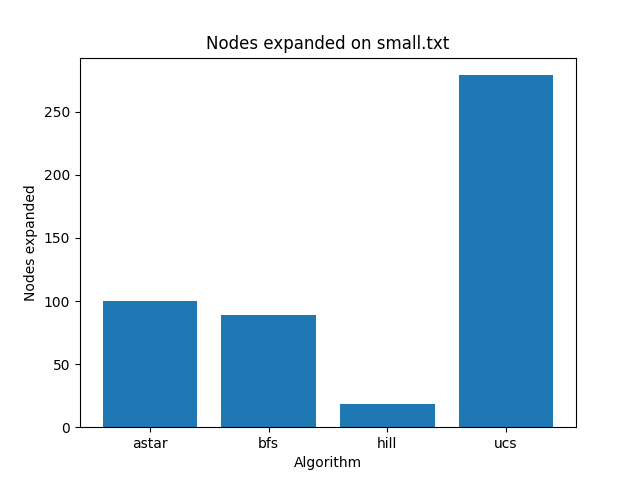 Nodes expanded on small.txt
Nodes expanded
250
200
150
100
50
0
astar bfs hill ucs
Algorithm